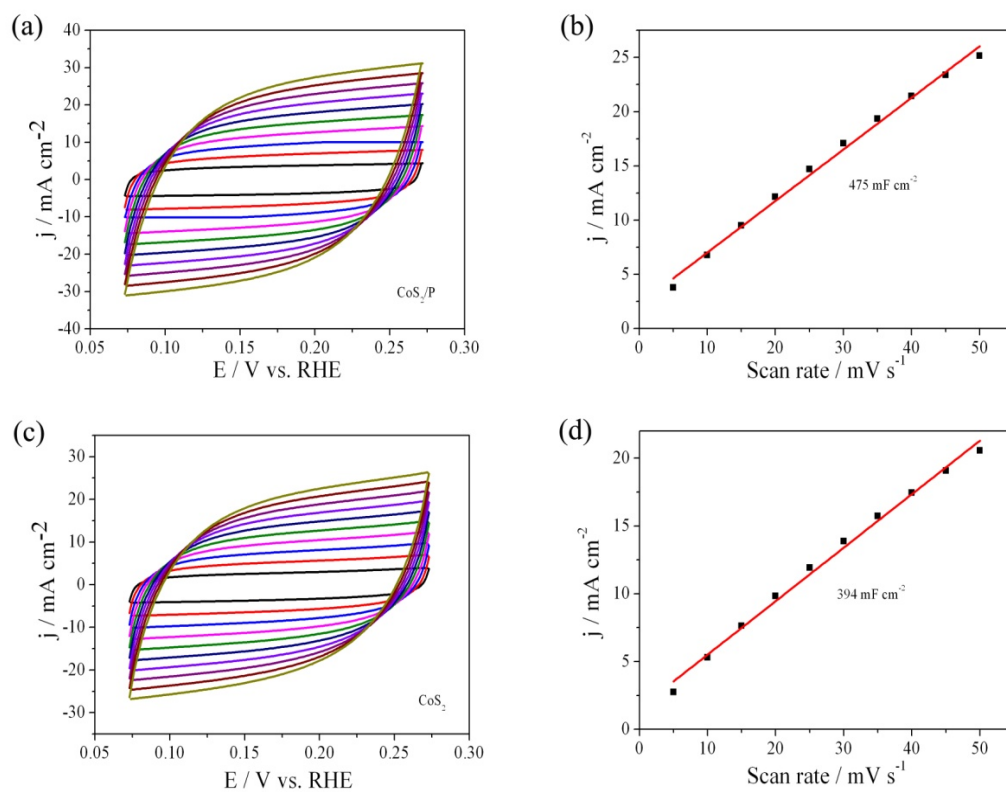 (a)
40
30
20
10
0
-10
-20
-30
-40
j / mA cm⁻²
0.05 0.10 0.15 0.20 0.25 0.30
E / V vs. RHE
CoS₂/P
(b)
25
20
15
10
5
0
j / mA cm⁻²
475 mF cm⁻²
10 20 30 40 50
Scan rate / mV s⁻¹
(c)
30
20
10
0
-10
-20
-30
j / mA cm⁻²
CoS₂
0.05 0.10 0.15 0.20 0.25 0.30
E / V vs. RHE
(d)
20
15
10
5
0
j / mA cm⁻²
394 mF cm⁻²
10 20 30 40 50
Scan rate / mV s⁻¹